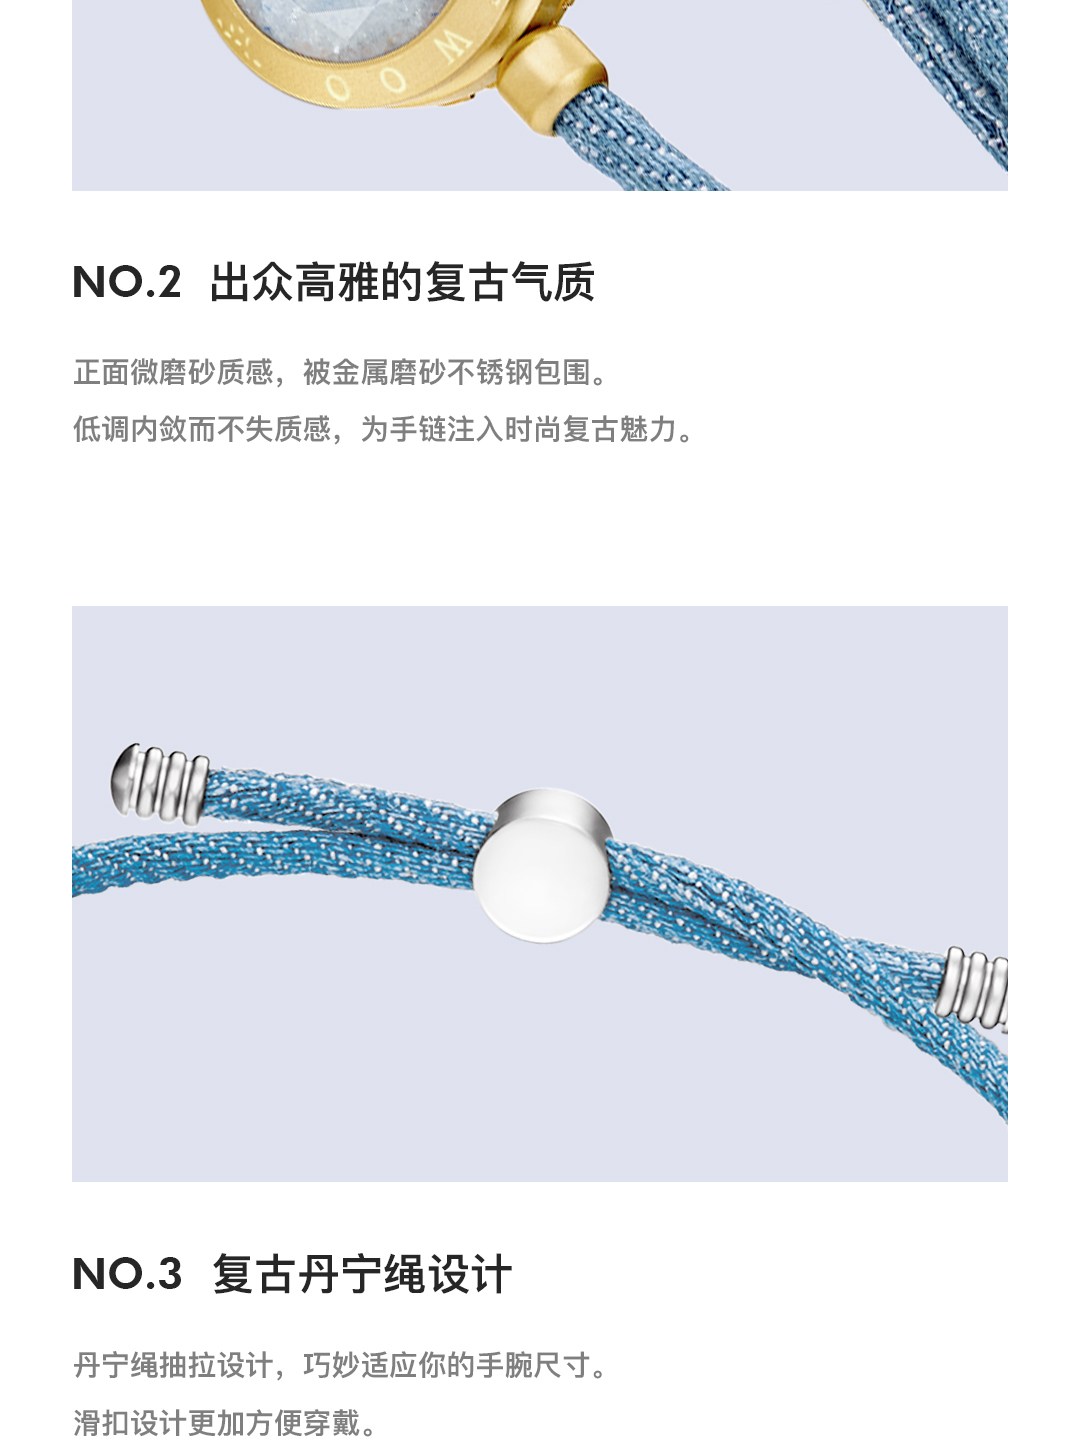 W O O
NO.2 出众高雅的复古气质
正面微磨砂质感，被金属磨砂不锈钢包围。
低调内敛而不失质感，为手链注入时尚复古魅力。
NO.3 复古丹宁绳设计
丹宁绳抽拉设计，巧妙适应你的手腕尺寸。
滑扣设计更加方便穿戴。